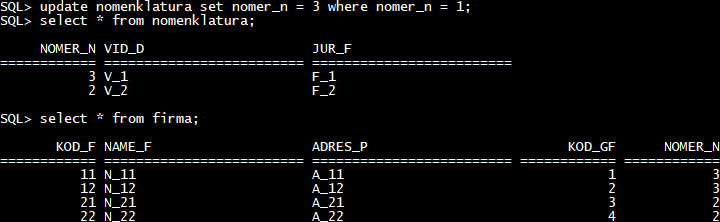 SQL> update nomenklatura set nomer_n = 3 where nomer_n = 1;
SQL> select * from nomenklatura;
NOMER_N VID_D JUR_F
============ ========================= =========================
3 V_1 F_1
2 V_2 F_2
SQL> select * from firma;
KOD_F NAME_F ADRES_P KOD_GF NOMER_N
============ ========================= ========================= ============ ============
11 N_11 A_11 1 3
12 N_12 A_12 2 3
21 N_21 A_21 3 2
22 N_22 A_22 4 2